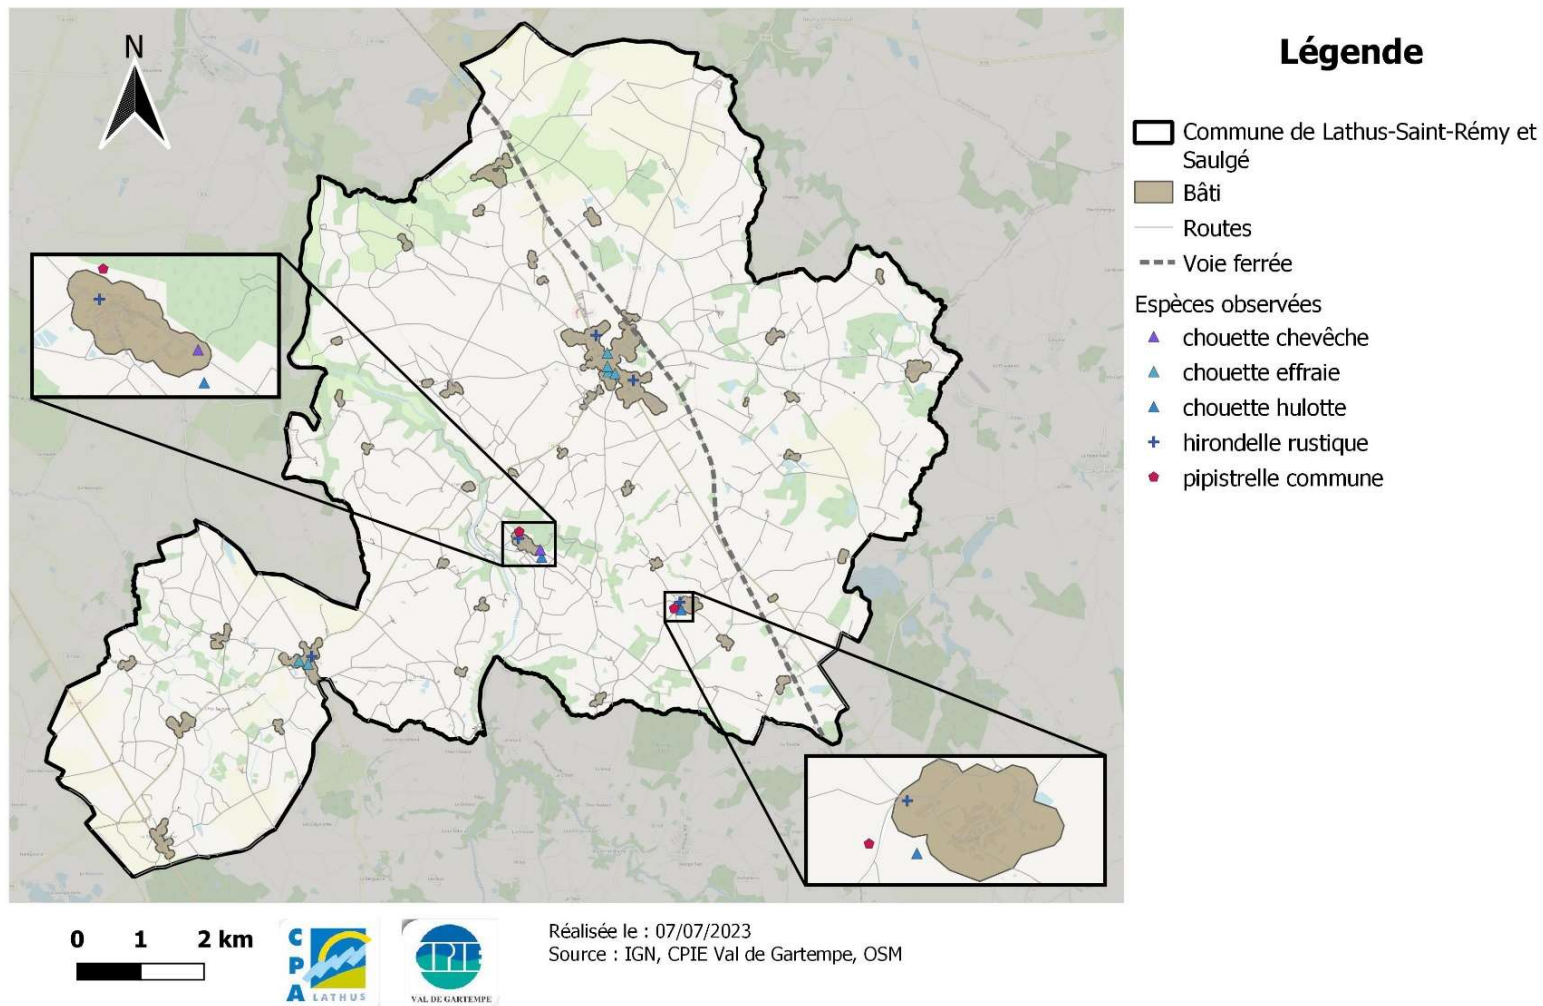 N
Légende
Commune de Lathus-Saint-Rémy et
Saulgé
Bâti
Routes
Voie ferrée
Espèces observées
chouette chevêche
chouette effraie
chouette hulotte
hirondelle rustique
pipistrelle commune
0 1 2 km
CPA
LATHUS
CPIE
VAL DE GARTEMPE
Réalisée le : 07/07/2023
Source : IGN, CPIE Val de Gartempe, OSM